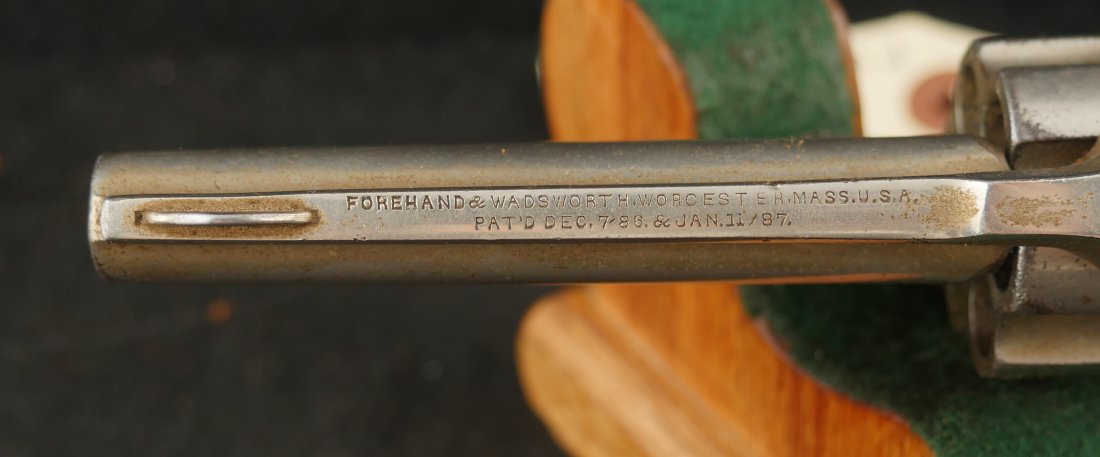 FOREHAND & WADSWORTH. WORCESTER. MASS. U.S.A.
PAT'D DEC. 7-86. & JAN. 11/87.